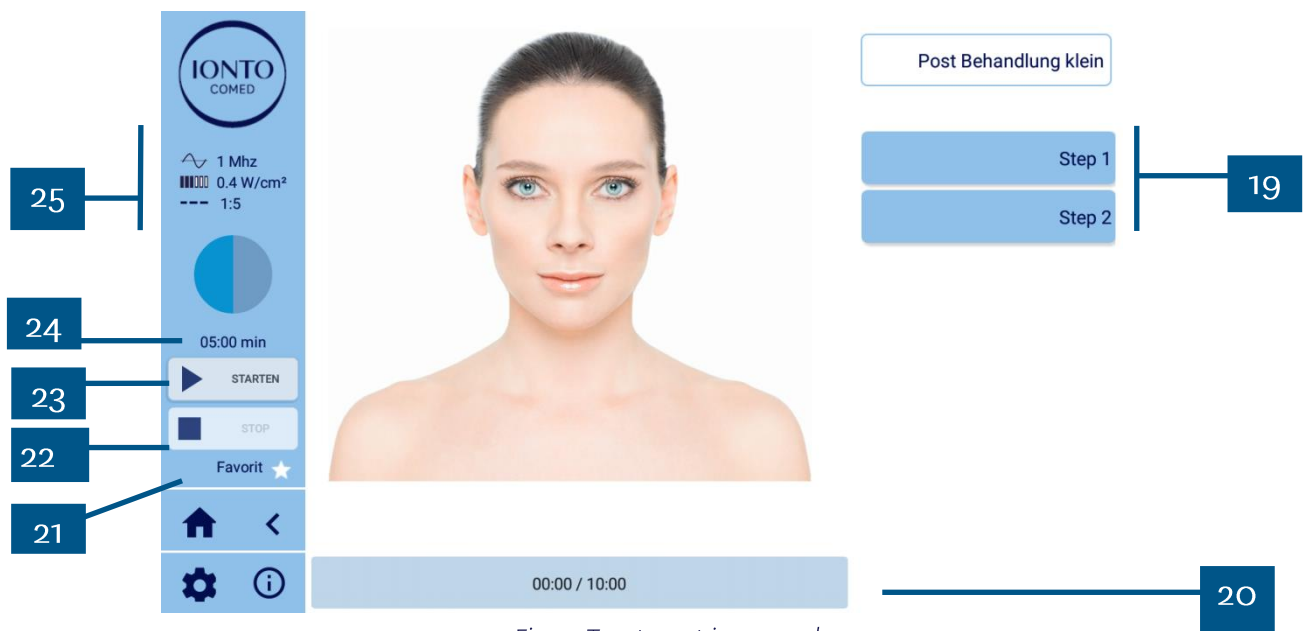 IONTO
COMED
1 Mhz
0.4 W/cm²
1:5
05:00 min
STARTEN
STOP
Favorit
Post Behandlung klein
Step 1
Step 2
00:00 / 10:00
25
24
23
22
21
19
20